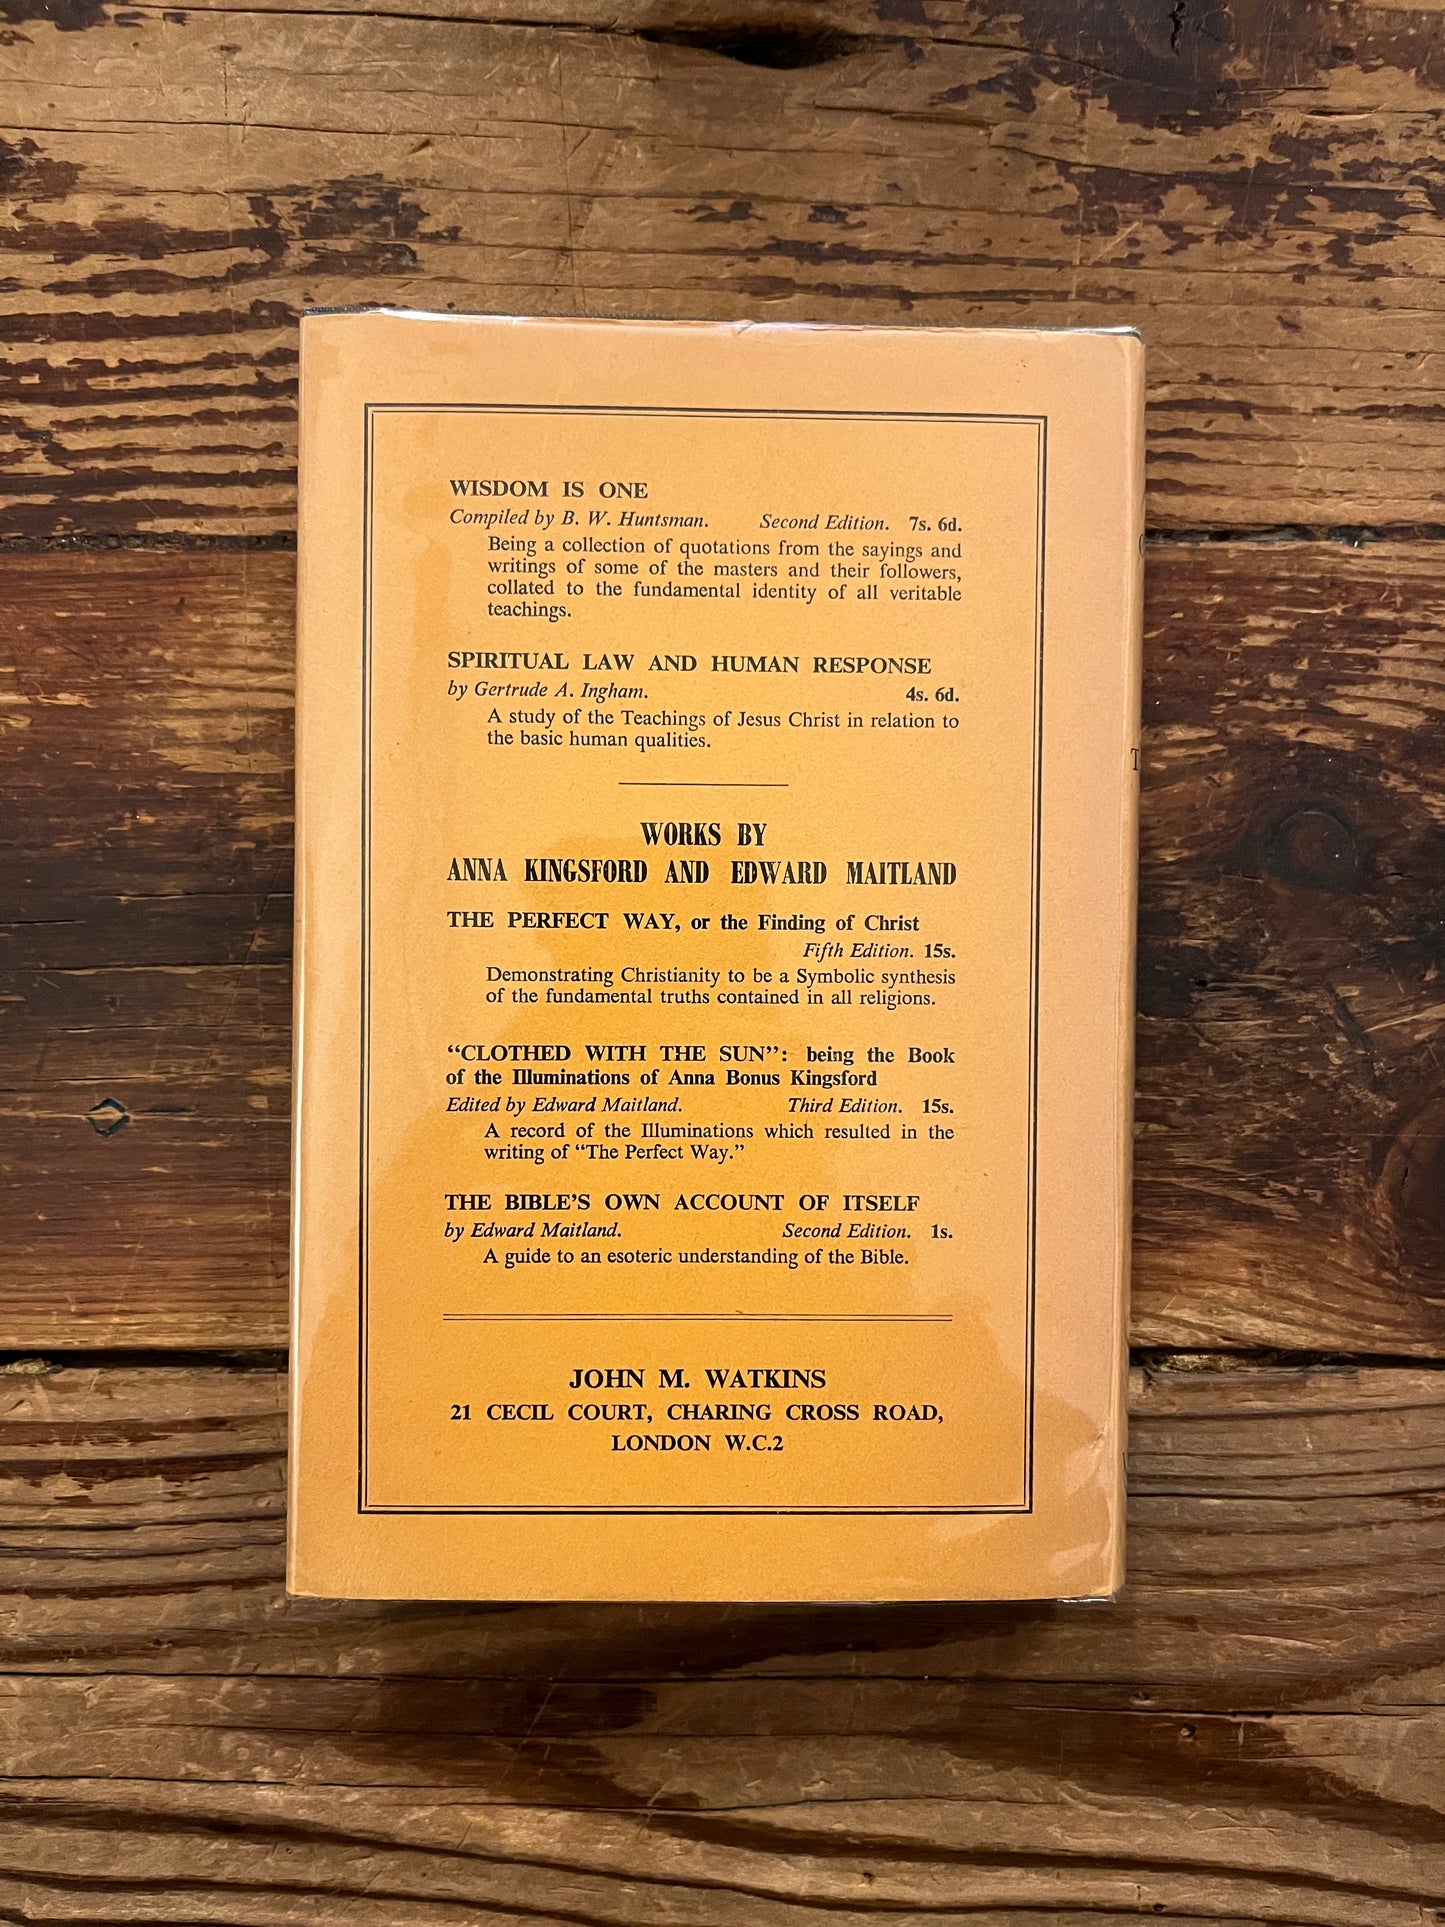 WISDOM IS ONE
Compiled by B. W. Huntsman. Second Edition. 7s. 6d.
Being a collection of quotations from the sayings and
writings of some of the masters and their followers,
collated to the fundamental identity of all veritable
teachings.
SPIRITUAL LAW AND HUMAN RESPONSE
by Gertrude A. Ingham. 4s. 6d.
A study of the Teachings of Jesus Christ in relation to
the basic human qualities.
WORKS BY
ANNA KINGSFORD AND EDWARD MAITLAND
THE PERFECT WAY, or the Finding of Christ
Fifth Edition. 15s.
Demonstrating Christianity to be a Symbolic synthesis
of the fundamental truths contained in all religions.
“CLOTHED WITH THE SUN”: being the Book
of the Illuminations of Anna Bonus Kingsford
Edited by Edward Maitland. Third Edition. 15s.
A record of the Illuminations which resulted in the
writing of “The Perfect Way.”
THE BIBLE’S OWN ACCOUNT OF ITSELF
by Edward Maitland. Second Edition. 1s.
A guide to an esoteric understanding of the Bible.
JOHN M. WATKINS
21 CECIL COURT, CHARING CROSS ROAD,
LONDON W.C.2